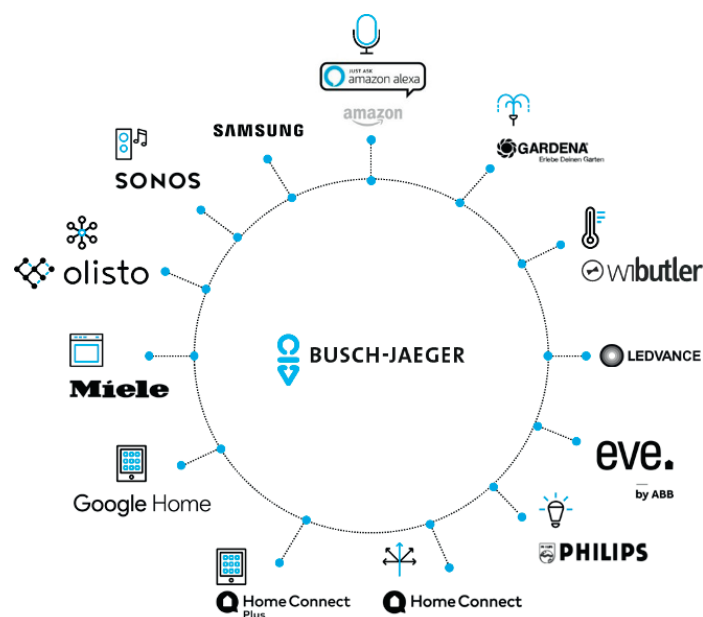 JUST ASK
amazon alexa
amazon
GARDENA
Erlebe Deinen Garten
wibutler
LEDVANCE
eve.
by ABB
PHILIPS
Home Connect
Home Connect
Plus
Google Home
Miele
olisto
SONOS
SAMSUNG
BUSCH-JAEGER